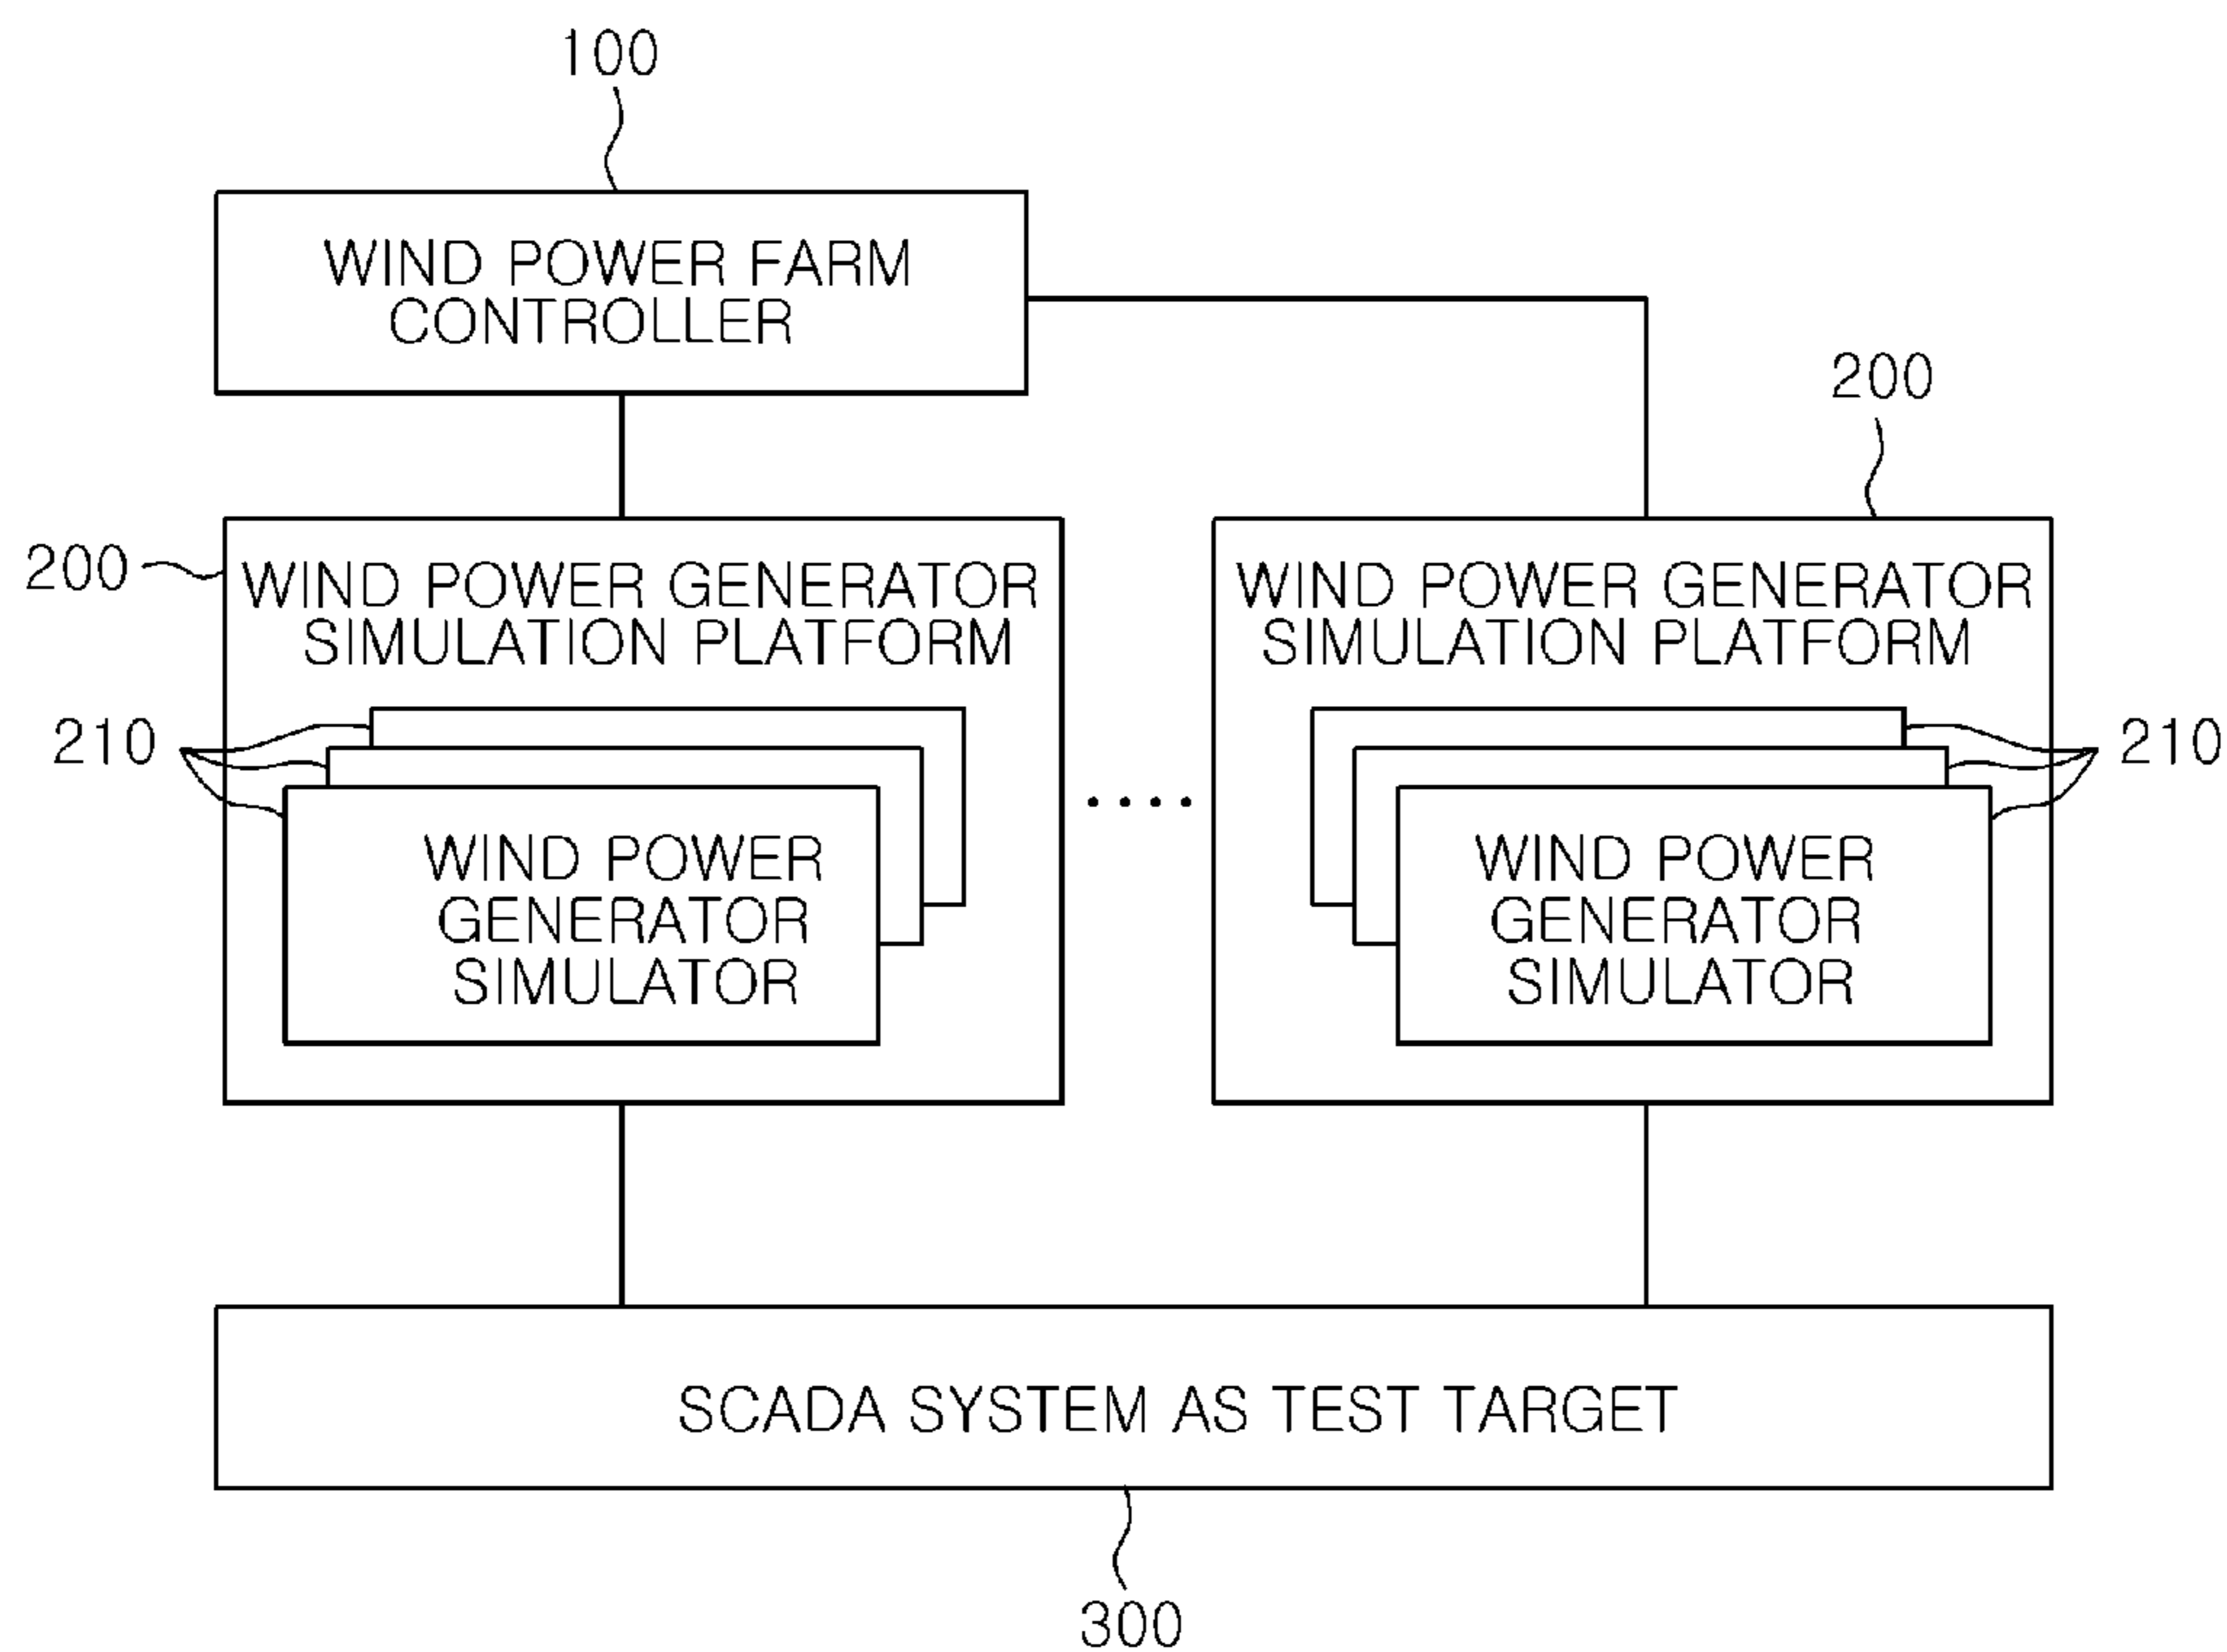 100
WIND POWER FARM
CONTROLLER
200
200
WIND POWER GENERATOR
SIMULATION PLATFORM
WIND POWER GENERATOR
SIMULATION PLATFORM
210
210
WIND POWER
GENERATOR
SIMULATOR
....
WIND POWER
GENERATOR
SIMULATOR
SCADA SYSTEM AS TEST TARGET
300